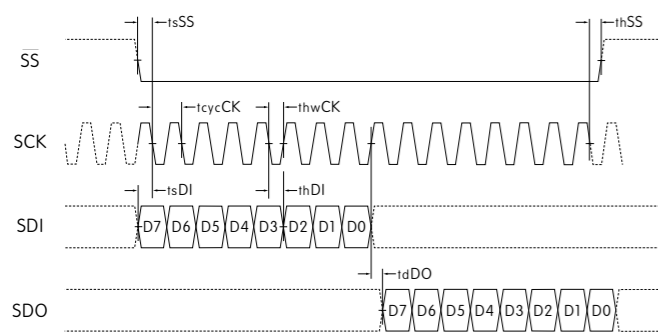 tsSS
thSS
SS
tcycCK
thwCK
SCK
tsDI
thDI
SDI
D7 D6 D5 D4 D3 D2 D1 D0
tdDO
SDO
D7 D6 D5 D4 D3 D2 D1 D0